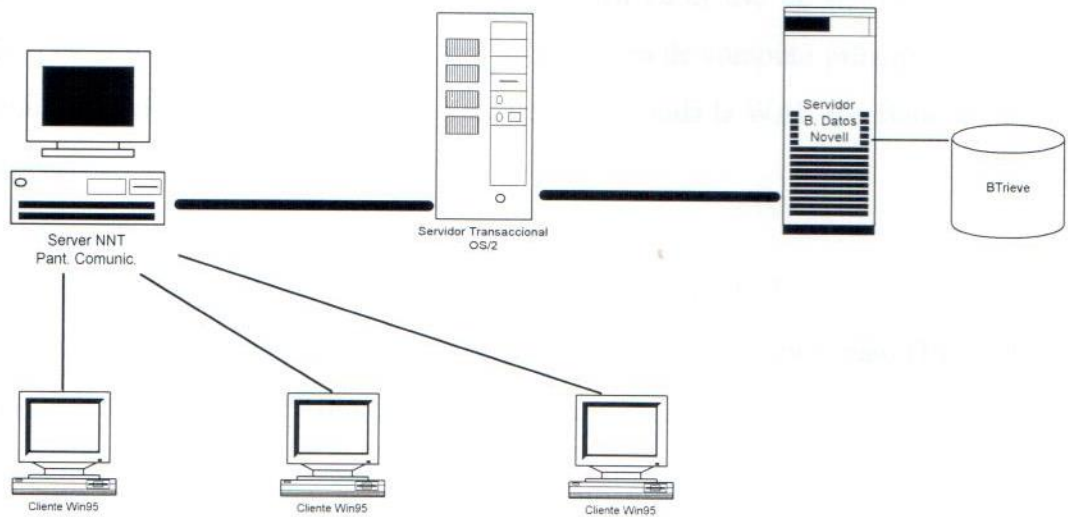 Servidor
B. Datos
Novell
BTrieve
Servidor Transaccional
OS/2
Server NNT
Pant. Comunic.
Cliente Win95
Cliente Win95
Cliente Win95